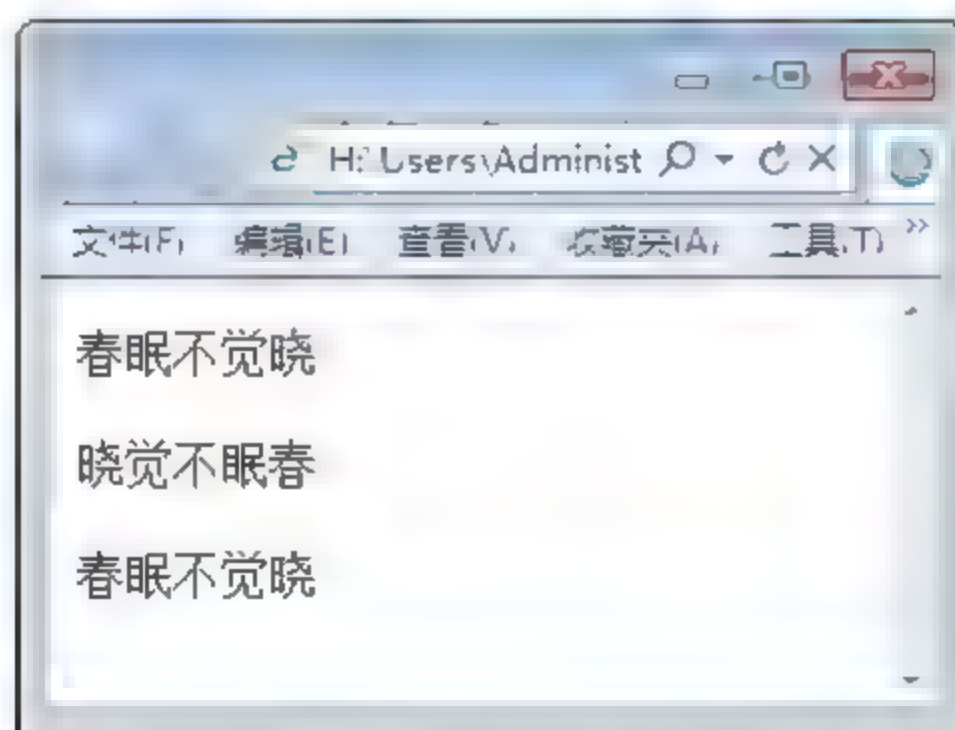 H:\Users\Administ
文件(F) 编辑(E) 查看(V) 收藏夹(A) 工具(T) »
春眠不觉晓
晓觉不眠春
春眠不觉晓